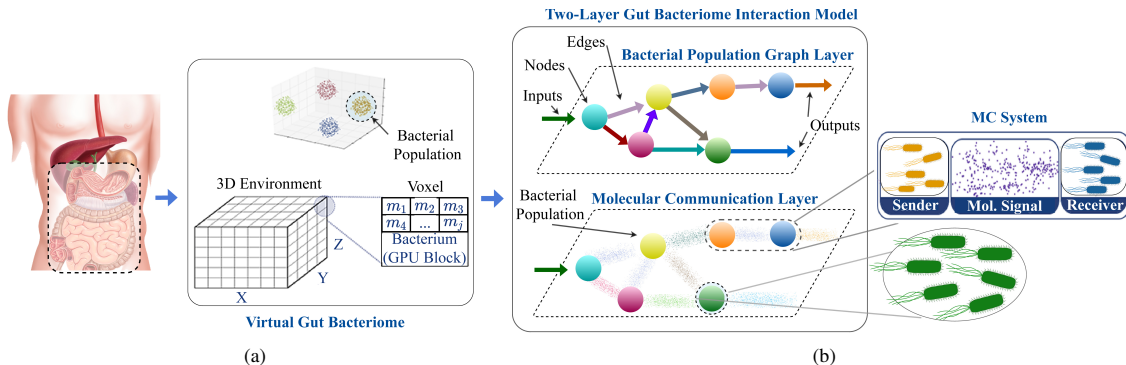 Bacterial
Population
3D Environment
Voxel
m1 m2 m3
m4 ... mj
Bacterium
(GPU Block)
Z
Y
X
Virtual Gut Bacteriome
(a)
Two-Layer Gut Bacteriome Interaction Model
Edges
Bacterial Population Graph Layer
Nodes
Inputs
Outputs
Bacterial
Population
Molecular Communication Layer
MC System
Sender
Mol. Signal
Receiver
(b)